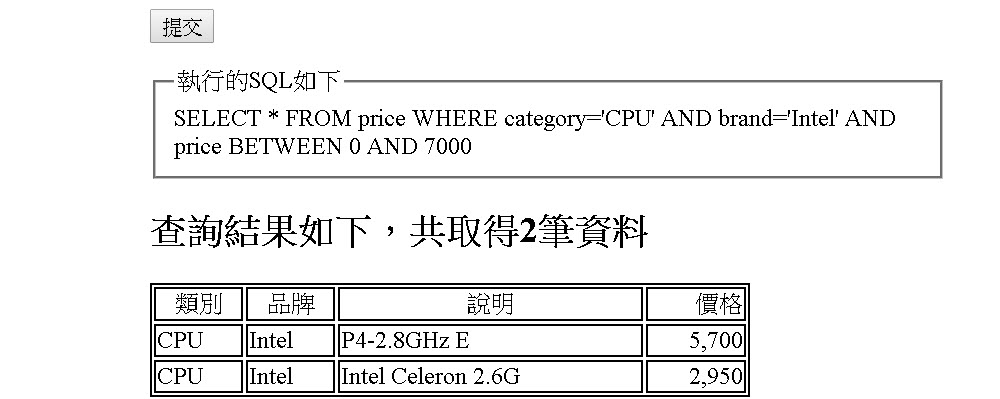 提交
執行的SQL如下
SELECT * FROM price WHERE category='CPU' AND brand='Intel' AND
price BETWEEN 0 AND 7000
查詢結果如下，共取得2筆資料
類別 品牌 說明 價格
CPU Intel P4-2.8GHz E 5,700
CPU Intel Intel Celeron 2.6G 2,950